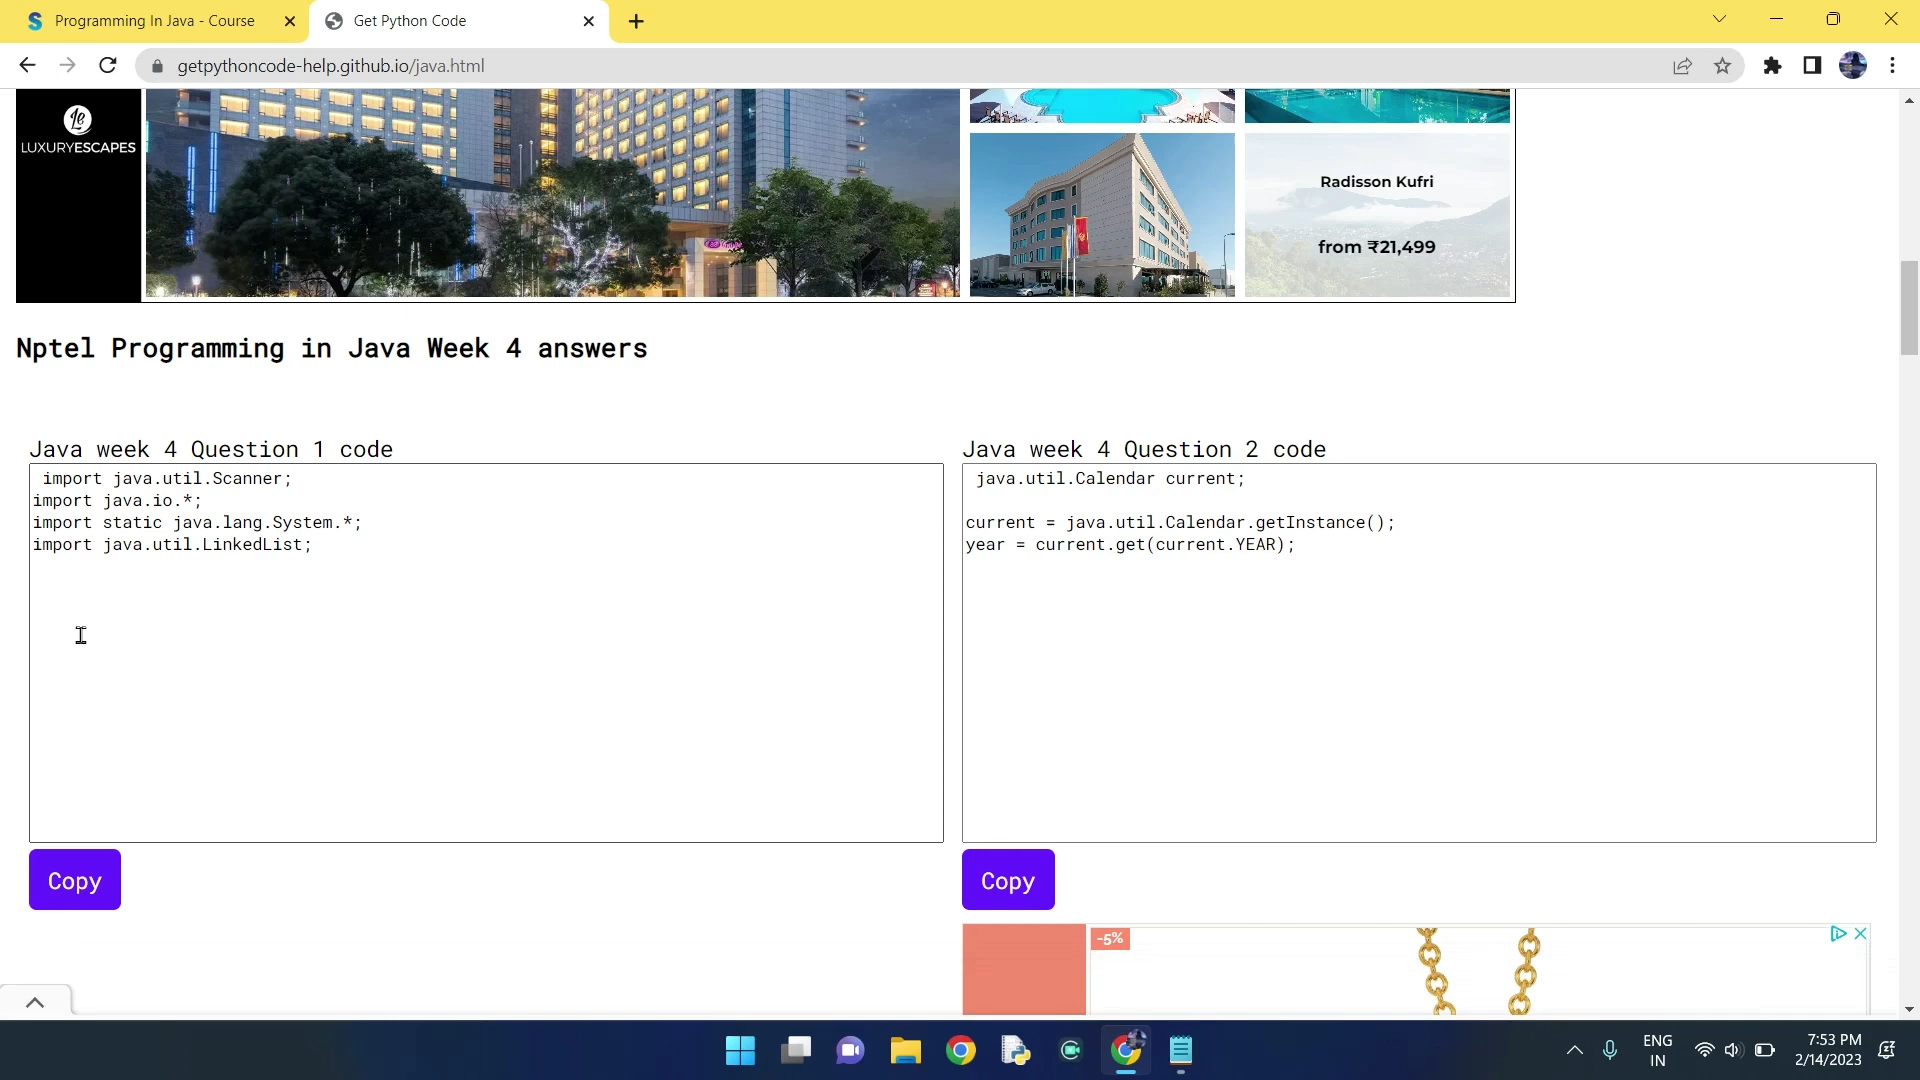 Programming In Java - Course
Get Python Code
getpythoncode-help.github.io/java.html
le
LUXURYESCAPES
Radisson Kufri
from ₹21,499
Nptel Programming in Java Week 4 answers
Java week 4 Question 1 code
import java.util.Scanner;
import java.io.*;
import static java.lang.System.*;
import java.util.LinkedList;
Copy
Java week 4 Question 2 code
java.util.Calendar current;
current = java.util.Calendar.getInstance();
year = current.get(current.YEAR);
Copy
-5%
ENG
IN
7:53 PM
2/14/2023